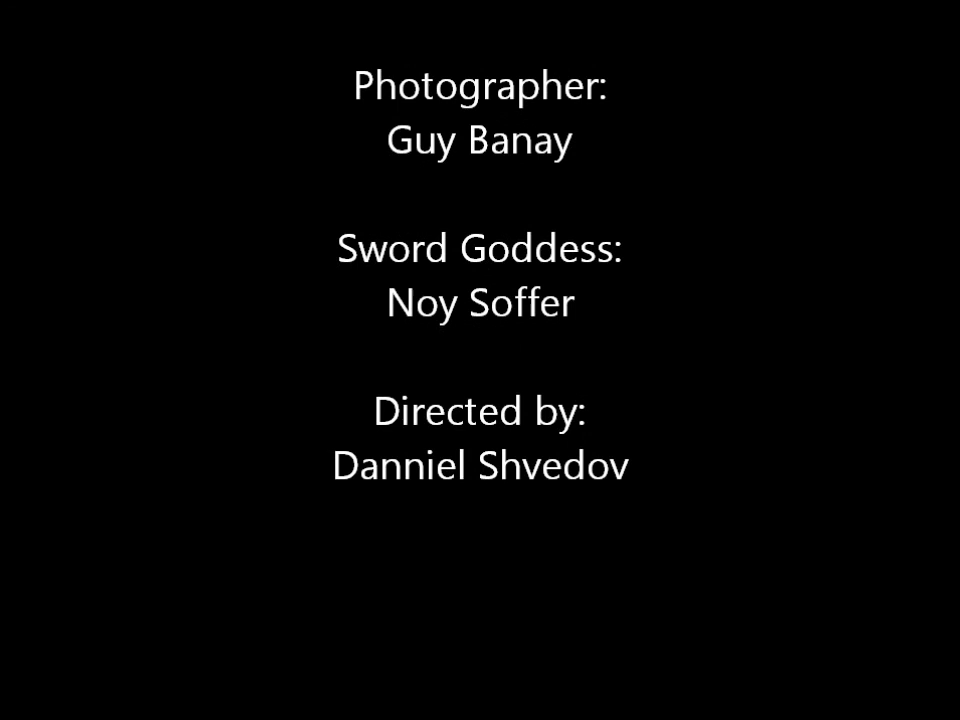 Photographer:
Guy Banay
Sword Goddess:
Noy Soffer
Directed by:
Danniel Shvedov